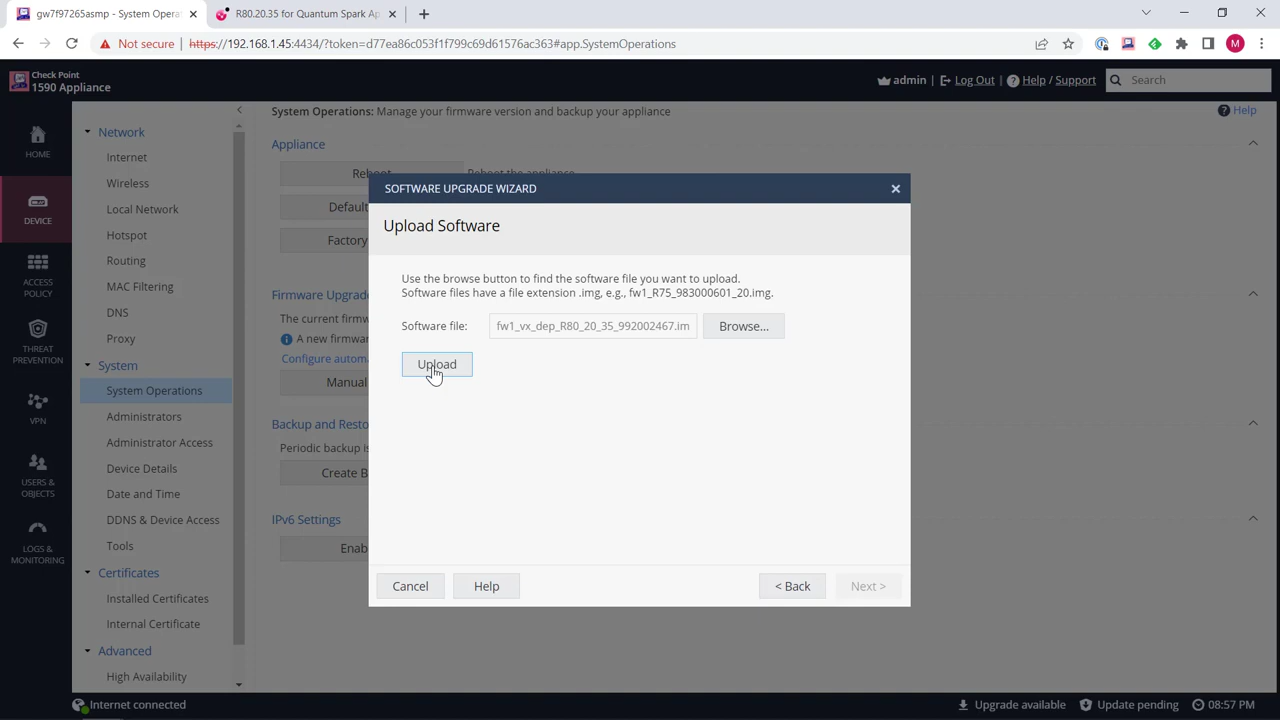 gw7f97265asmp - System Opera
R80.20.35 for Quantum Spark Ap
Not secure
https://192.168.1.45:4434/?token=d77ea86c053f1f799c69d61576ac363#app.SystemOperations
M
Check Point
1590 Appliance
admin | Log Out | Help / Support
Search
HOME
DEVICE
ACCESS
POLICY
THREAT
PREVENTION
VPN
USERS &
OBJECTS
LOGS &
MONITORING
Network
Internet
Wireless
Local Network
Hotspot
Routing
MAC Filtering
DNS
Proxy
System
System Operations
Administrators
Administrator Access
Device Details
Date and Time
DDNS & Device Access
Tools
Certificates
Installed Certificates
Internal Certificate
Advanced
High Availability
System Operations: Manage your firmware version and backup your appliance
Help
Appliance
Reboot the appliance
Default
Factory
Firmware Upgrade
The current firmw
A new firmwar
Configure autom
Manual
Backup and Resto
Periodic backup is
Create B
IPv6 Settings
Enab
SOFTWARE UPGRADE WIZARD
Upload Software
Use the browse button to find the software file you want to upload.
Software files have a file extension .img, e.g., fw1_R75_983000601_20.img.
Software file:
fw1_vx_dep_R80_20_35_992002467.im
Browse...
Upload
Cancel
Help
< Back
Next >
Internet connected
Upgrade available
Update pending
08:57 PM